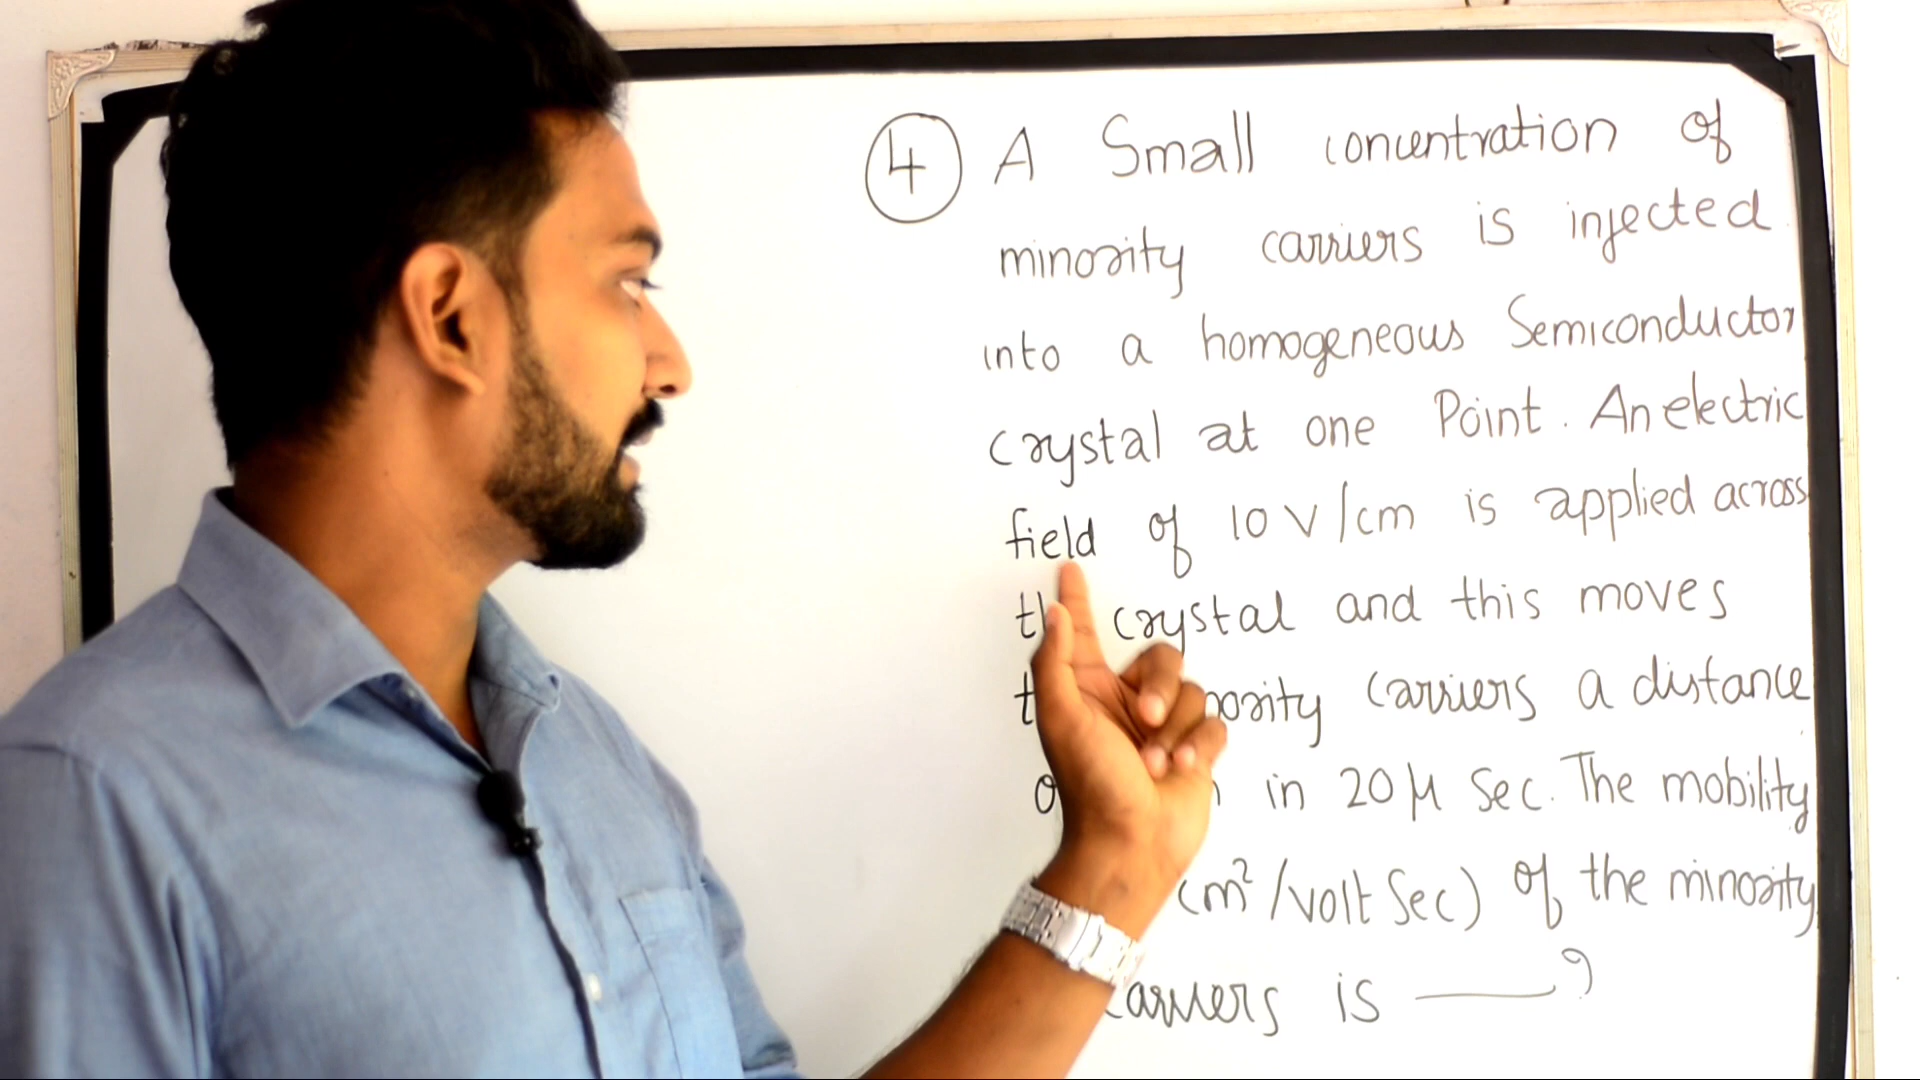 4 A Small concentration of
minority carriers is injected
into a homogeneous Semiconductor
crystal at one Point. An electric
field of 10 V/cm is applied across
crystal and this moves
carriers a distance
in 20 μ Sec. The mobility
cm²/volt Sec) of the minority
carriers is ——?